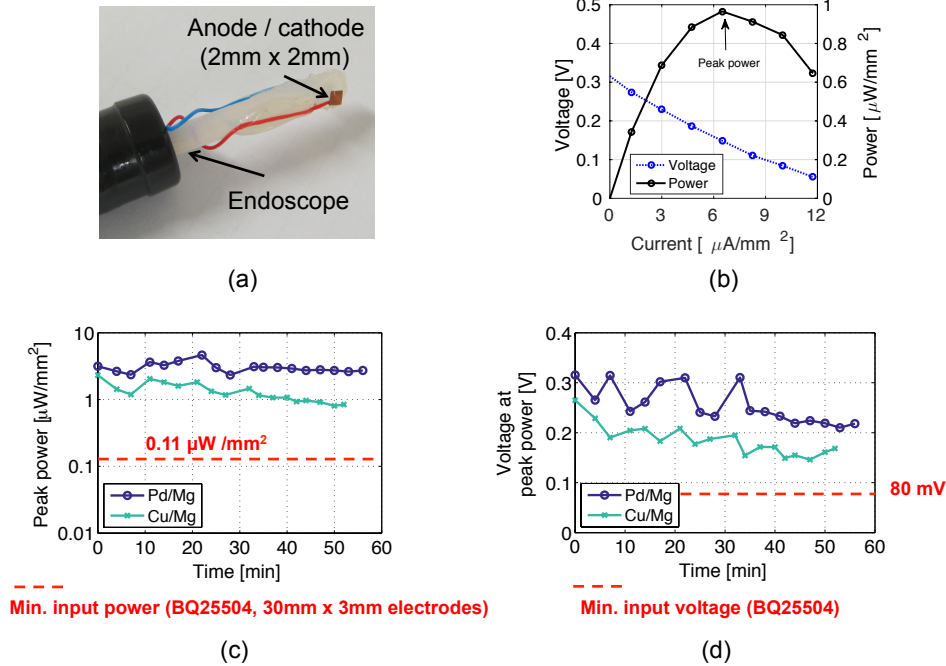 Anode / cathode
(2mm x 2mm)
Endoscope
(a)
0.5
0.4
0.3
0.2
0.1
0
Voltage [V]
1
0.8
0.6
0.4
0.2
0
Power [ μW/mm 2]
Peak power
Voltage
Power
0 3 6 9 12
Current [ μA/mm 2]
(b)
10
1
0.1
0.01
Peak power [μW/mm2]
0.11 μW /mm2
Pd/Mg
Cu/Mg
0 10 20 30 40 50 60
Time [min]
Min. input power (BQ25504, 30mm x 3mm electrodes)
(c)
0.4
0.3
0.2
0.1
0
Voltage at
peak power [V]
80 mV
Pd/Mg
Cu/Mg
0 10 20 30 40 50 60
Time [min]
Min. input voltage (BQ25504)
(d)